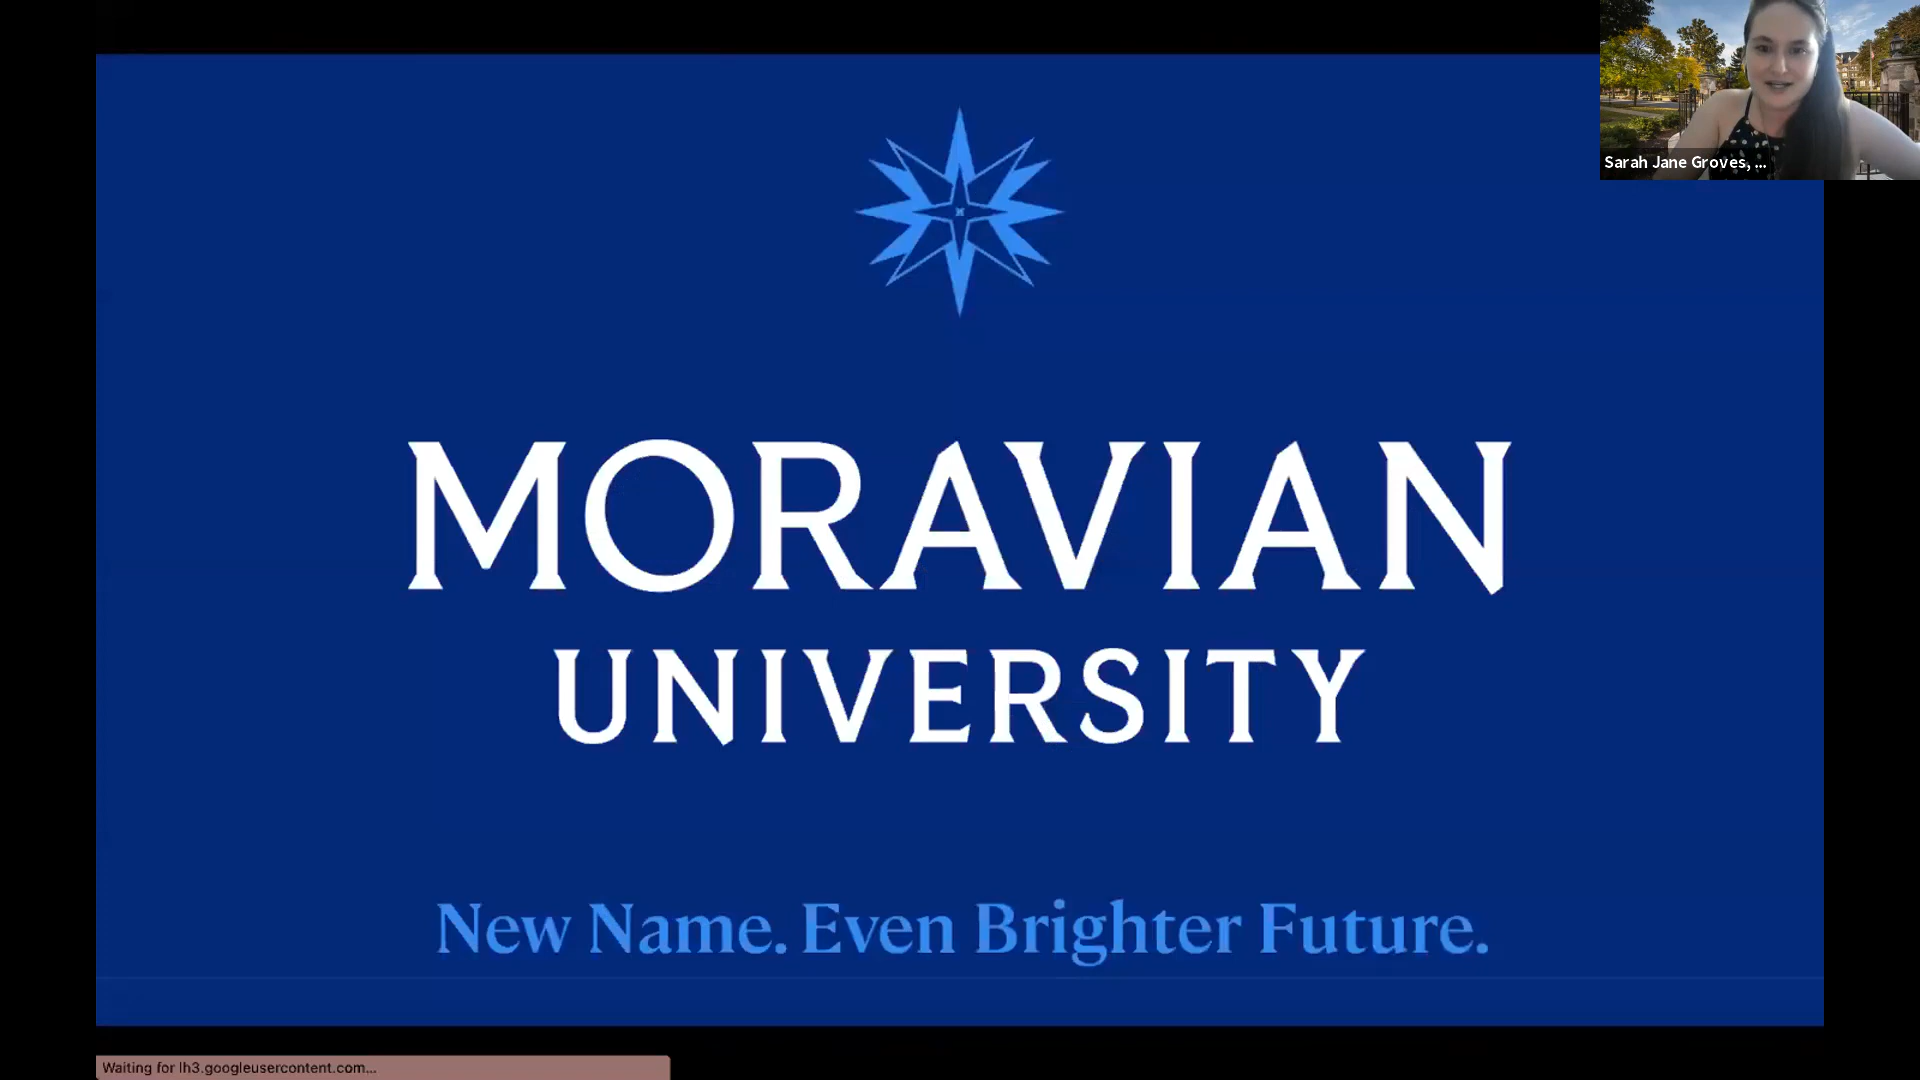 Sarah Jane Groves, ...
MORAVIAN
UNIVERSITY
New Name. Even Brighter Future.
Waiting for lh3.googleusercontent.com...